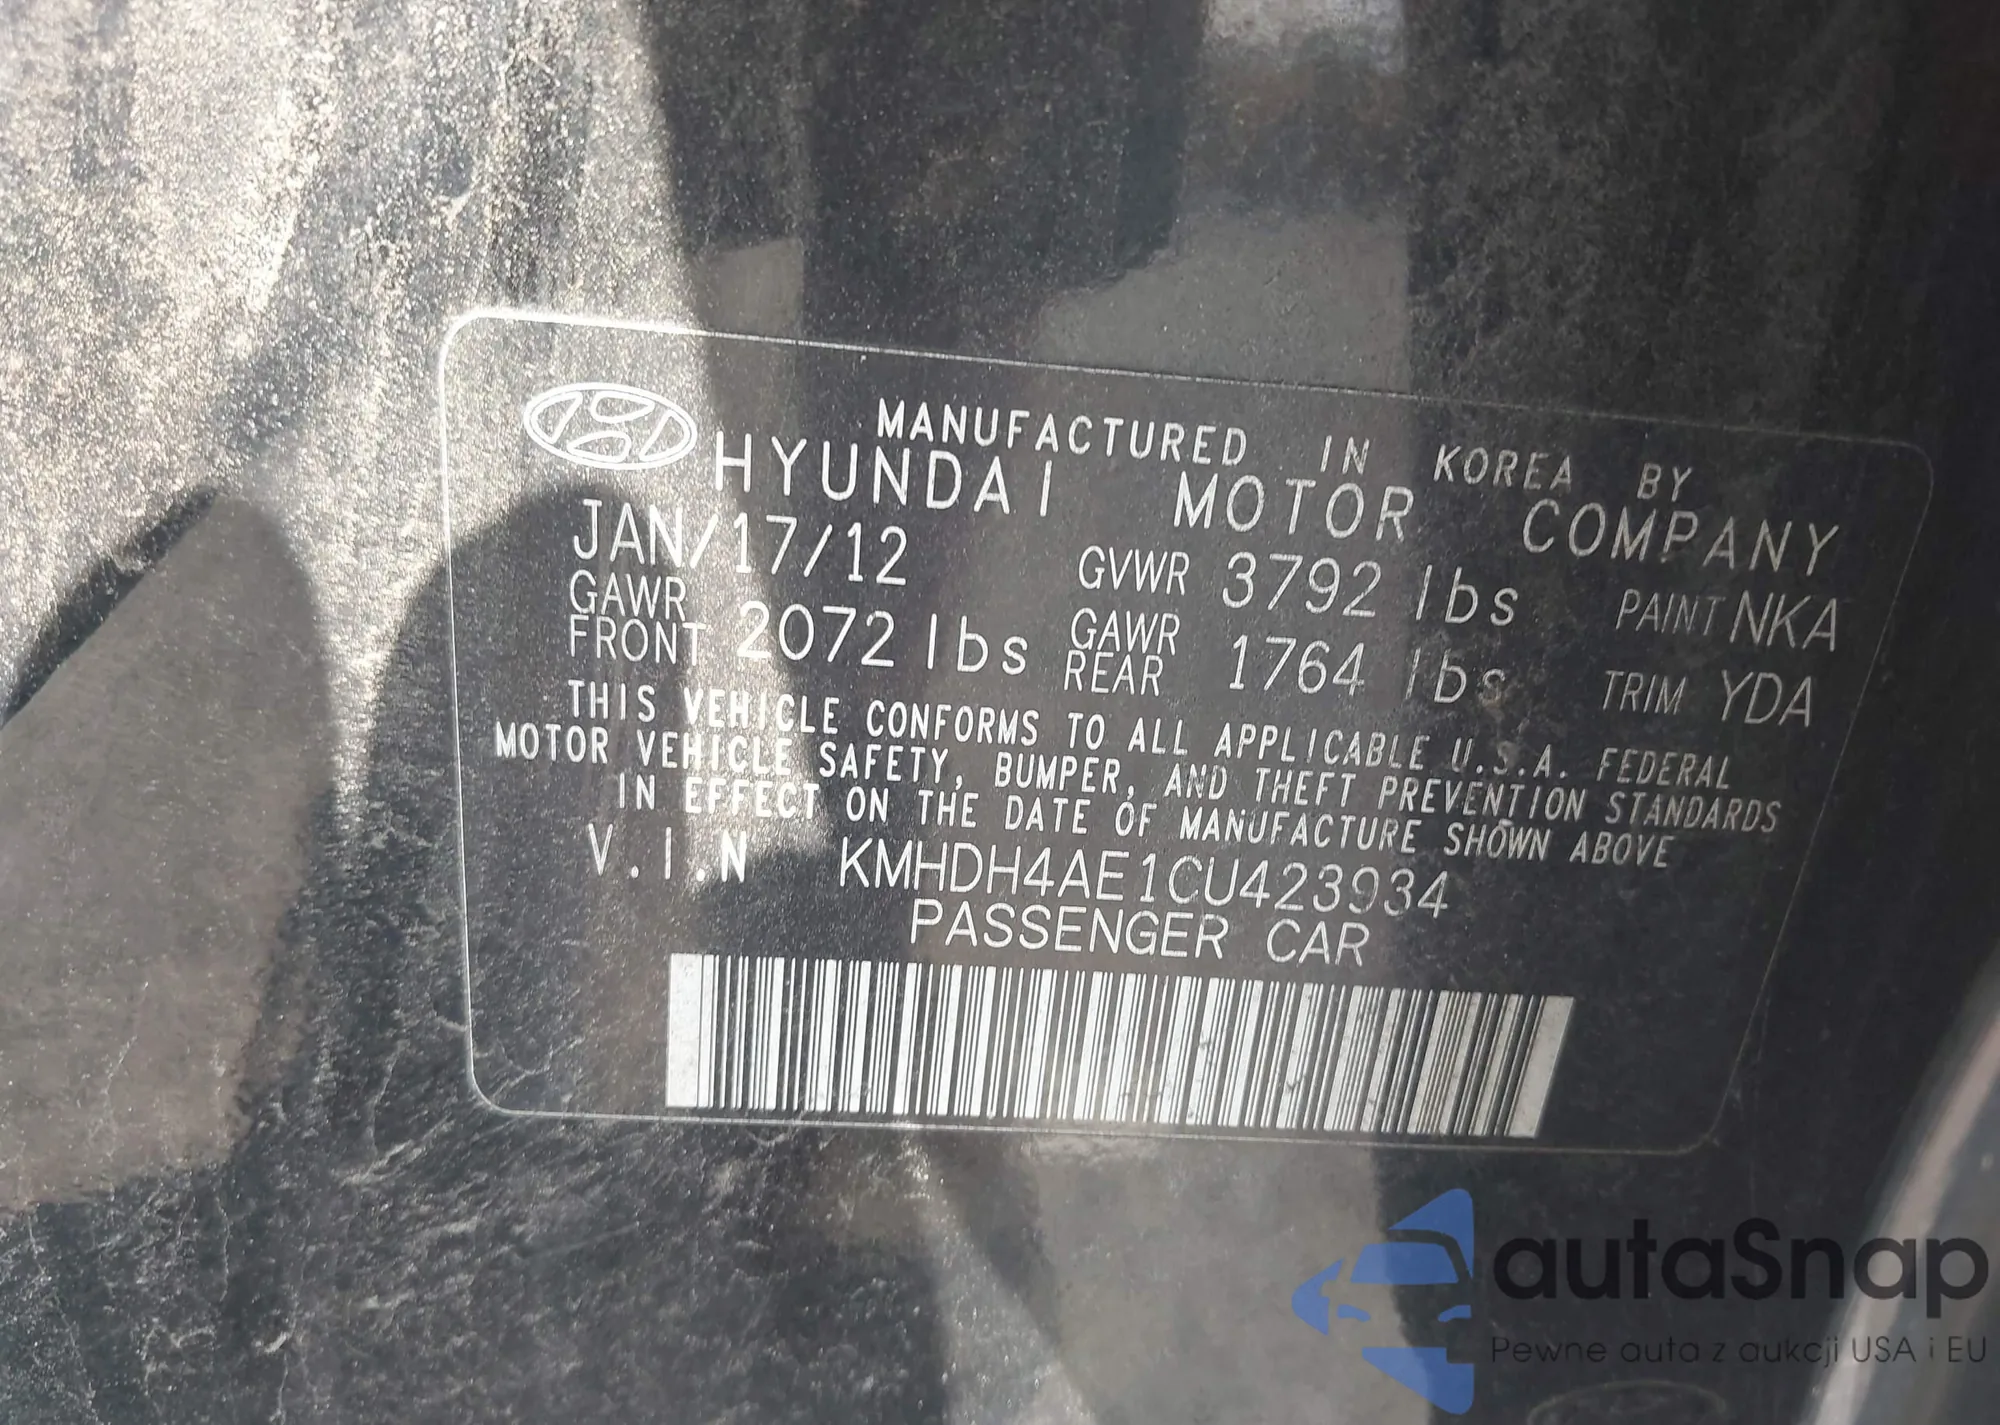 MANUFACTURED IN KOREA BY
HYUNDAI MOTOR COMPANY
JAN/17/12 GVWR 3792 lbs PAINT NKA
GAWR FRONT 2072 lbs GAWR REAR 1764 lbs TRIM YDA
THIS VEHICLE CONFORMS TO ALL APPLICABLE U.S.A. FEDERAL
MOTOR VEHICLE SAFETY, BUMPER, AND THEFT PREVENTION STANDARDS
IN EFFECT ON THE DATE OF MANUFACTURE SHOWN ABOVE
V.I.N KMHDH4AE1CU423934
PASSENGER CAR
autaSnap
Pewne auta z aukcji USA i EU